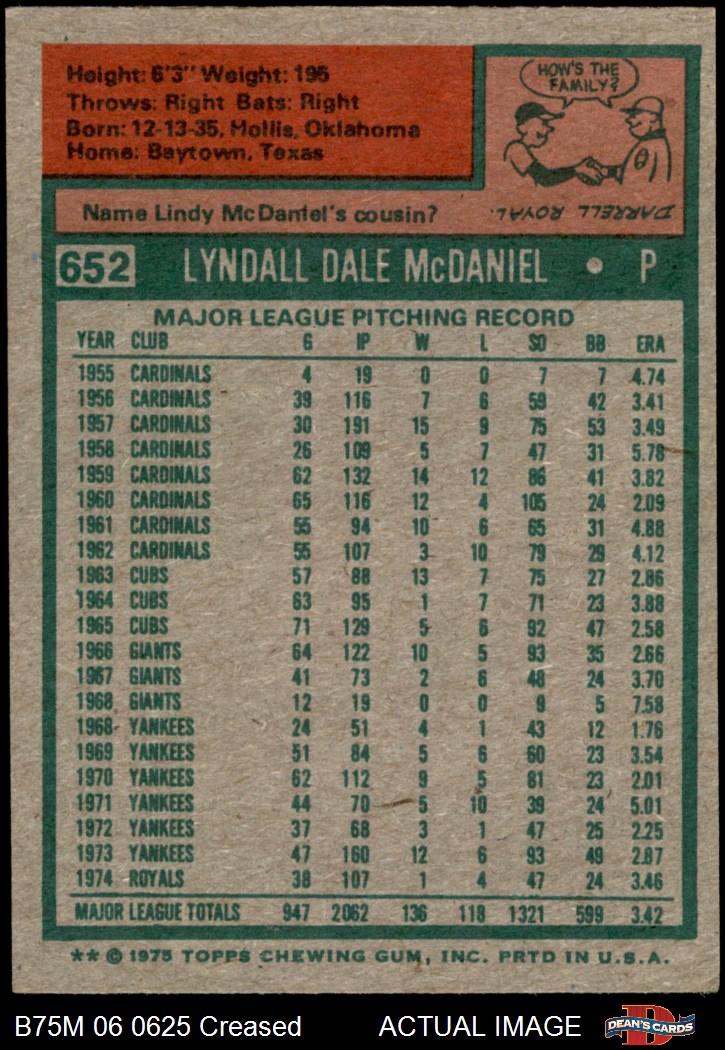 Height: 6'3" Weight: 195
Throws: Right Bats: Right
Born: 12-13-35, Hollis, Oklahoma
Home: Baytown, Texas
HOW'S THE
FAMILY?
Name Lindy McDaniel's cousin?
DARRELL ROYAL.
652 LYNDALL DALE McDANIEL • P
MAJOR LEAGUE PITCHING RECORD
YEAR CLUB G IP W L SO BB ERA
1955 CARDINALS 4 19 0 0 7 7 4.74
1956 CARDINALS 39 116 7 6 59 42 3.41
1957 CARDINALS 30 191 15 9 75 53 3.49
1958 CARDINALS 26 109 5 7 47 31 5.78
1959 CARDINALS 62 132 14 12 86 41 3.82
1960 CARDINALS 65 116 12 4 105 24 2.09
1961 CARDINALS 55 94 10 6 65 31 4.88
1962 CARDINALS 55 107 3 10 79 29 4.12
1963 CUBS 57 88 13 7 75 27 2.86
1964 CUBS 63 95 1 7 71 23 3.88
1965 CUBS 71 129 5 6 92 47 2.58
1966 GIANTS 64 122 10 5 93 35 2.66
1967 GIANTS 41 73 2 6 48 24 3.70
1968 GIANTS 12 19 0 0 9 5 7.58
1968 YANKEES 24 51 4 1 43 12 1.76
1969 YANKEES 51 84 5 6 60 23 3.54
1970 YANKEES 62 112 9 5 81 23 2.01
1971 YANKEES 44 70 5 10 39 24 5.01
1972 YANKEES 37 68 3 1 47 25 2.25
1973 YANKEES 47 160 12 6 93 49 2.87
1974 ROYALS 38 107 1 4 47 24 3.46
MAJOR LEAGUE TOTALS 947 2062 136 118 1321 599 3.42
** © 1975 TOPPS CHEWING GUM, INC. PRTD IN U.S.A.
B75M 06 0625 Creased ACTUAL IMAGE
D
DEAN'S CARDS